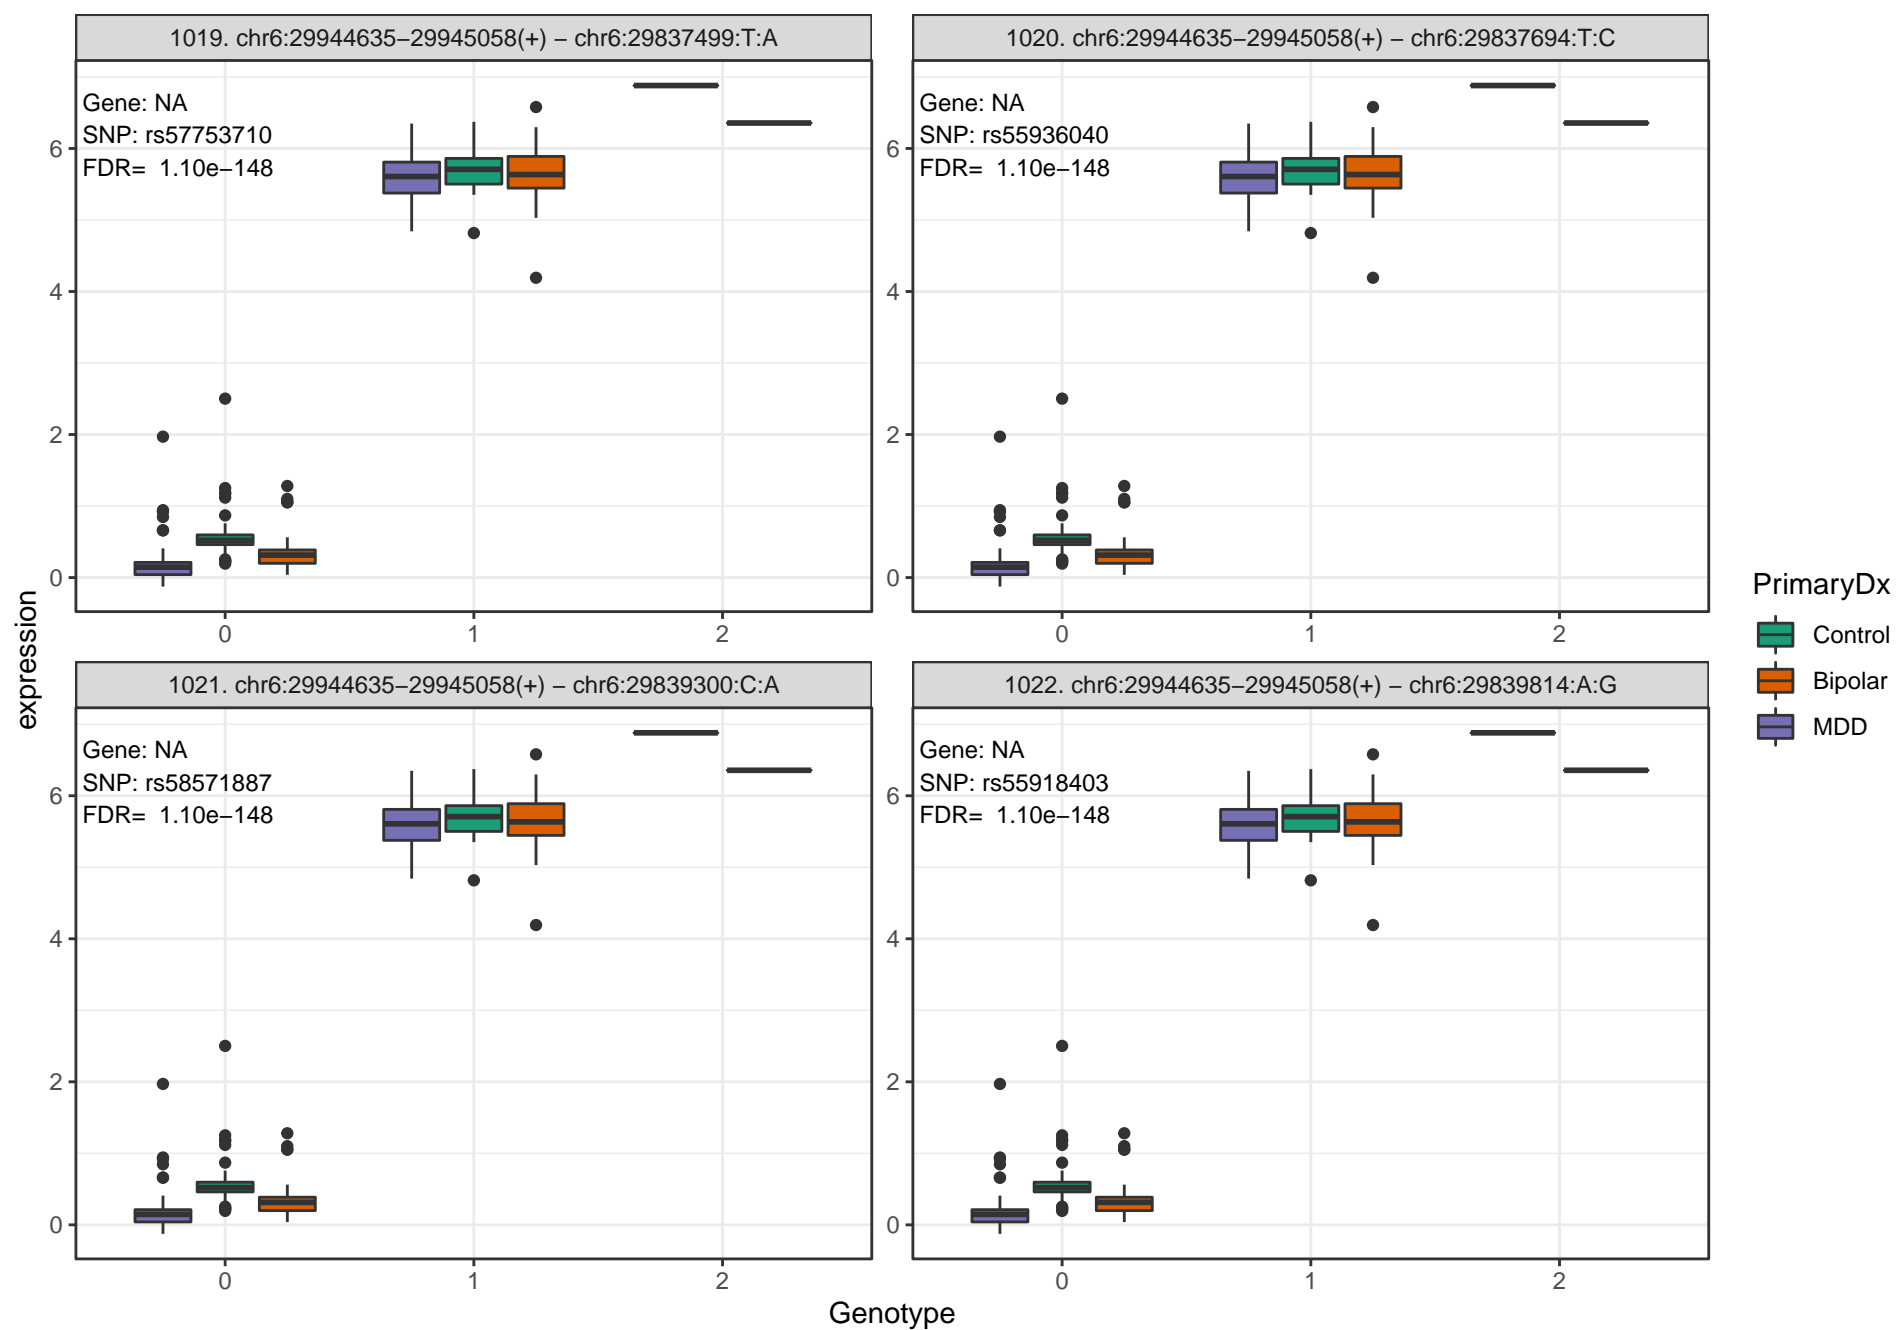 1019. chr6:29944635−29945058(+) − chr6:29837499:T:A
Gene: NA
SNP: rs57753710
FDR= 1.10e−148
6
4
2
0
0 1 2
1020. chr6:29944635−29945058(+) − chr6:29837694:T:C
Gene: NA
SNP: rs55936040
FDR= 1.10e−148
6
4
2
0
0 1 2
1021. chr6:29944635−29945058(+) − chr6:29839300:C:A
Gene: NA
SNP: rs58571887
FDR= 1.10e−148
6
4
2
0
0 1 2
1022. chr6:29944635−29945058(+) − chr6:29839814:A:G
Gene: NA
SNP: rs55918403
FDR= 1.10e−148
6
4
2
0
0 1 2
expression
Genotype
PrimaryDx
Control
Bipolar
MDD